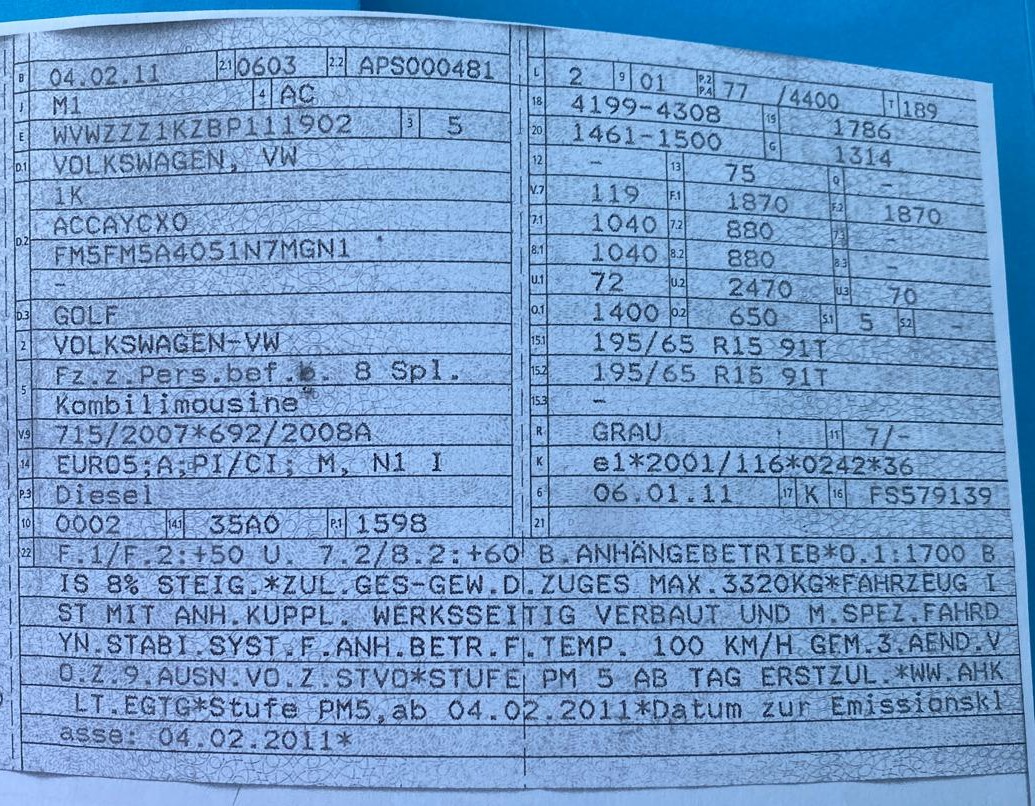 B 04.02.11 2.1 0603 2.2 APS000481
J M1 4 AC
E WVWZZZ1KZBP111902 3 5
D.1 VOLKSWAGEN, VW
1K
D.2 ACCAYCX0
FM5FM5A4051N7MGN1
-
D.3 GOLF
2 VOLKSWAGEN-VW
5 Fz.z.Pers.bef.b. 8 Spl.
Kombilimousine
V.9 715/2007*692/2008A
14 EURO5;A;PI/CI; M, N1 I
P.3 Diesel
10 0002 14.1 35A0 P.1 1598
L 2 9 01 P.2 P.4 77 /4400 T 189
18 4199-4308 19 1786
20 1461-1500 G 1314
12 - 13 75 Q -
V.7 119 F.1 1870 F.2 1870
7.1 1040 7.2 880 7.3 -
8.1 1040 8.2 880 8.3 -
U.1 72 U.2 2470 U.3 70
O.1 1400 O.2 650 S.1 5 S.2 -
15.1 195/65 R15 91T
15.2 195/65 R15 91T
15.3 -
R GRAU 11 7/-
K e1*2001/116*0242*36
6 06.01.11 17 K 16 FS579139
21
22 F.1/F.2:+50 U. 7.2/8.2:+60 B.ANHÄNGEBETRIEB*O.1:1700 B
IS 8% STEIG.*ZUL.GES-GEW.D.ZUGES MAX.3320KG*FAHRZEUG I
ST MIT ANH.KUPPL. WERKSSEITIG VERBAUT UND M.SPEZ.FAHRD
YN.STABI.SYST.F.ANH.BETR.F.TEMP. 100 KM/H GEM.3.AEND.V
O.Z.9.AUSN.VO.Z.STVO*STUFE PM 5 AB TAG ERSTZUL.*WW.AHK
LT.EGTG*Stufe PM5,ab 04.02.2011*Datum zur Emissionskl
asse: 04.02.2011*